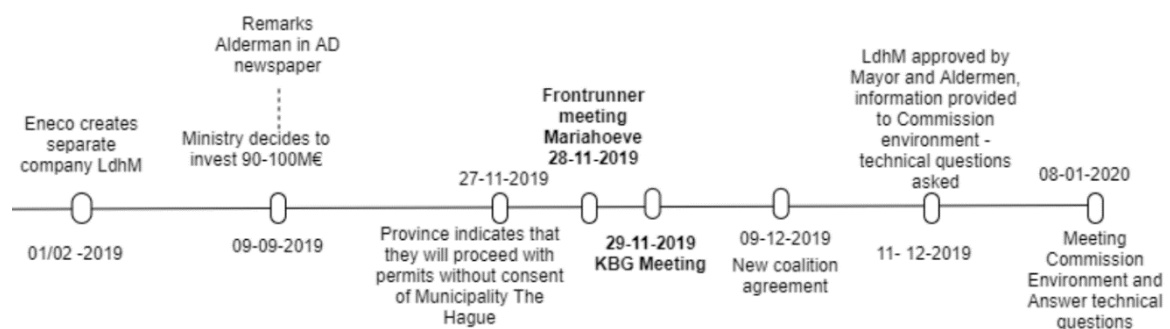 Remarks
Alderman in AD
newspaper
Eneco creates
separate
company LdhM
01/02 -2019
Ministry decides to
invest 90-100M€
09-09-2019
27-11-2019
Province indicates that
they will proceed with
permits without consent
of Municipality The
Hague
Frontrunner
meeting
Mariahoeve
28-11-2019
29-11-2019
KBG Meeting
09-12-2019
New coalition
agreement
LdhM approved by
Mayor and Aldermen,
information provided
to Commission
environment -
technical questions
asked
11- 12-2019
08-01-2020
Meeting
Commission
Environment and
Answer technical
questions